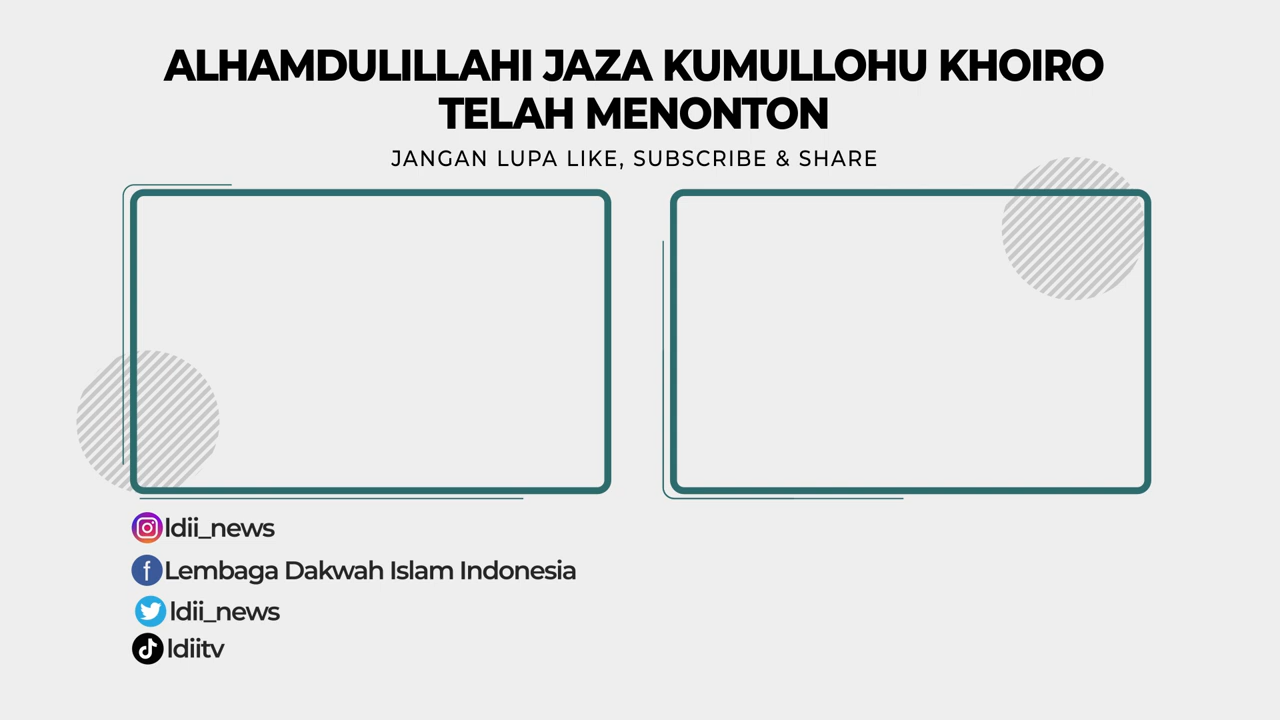 ALHAMDULILLAHI JAZA KUMULLOHU KHOIRO
TELAH MENONTON
JANGAN LUPA LIKE, SUBSCRIBE & SHARE
ldii_news
Lembaga Dakwah Islam Indonesia
ldii_news
ldiitv